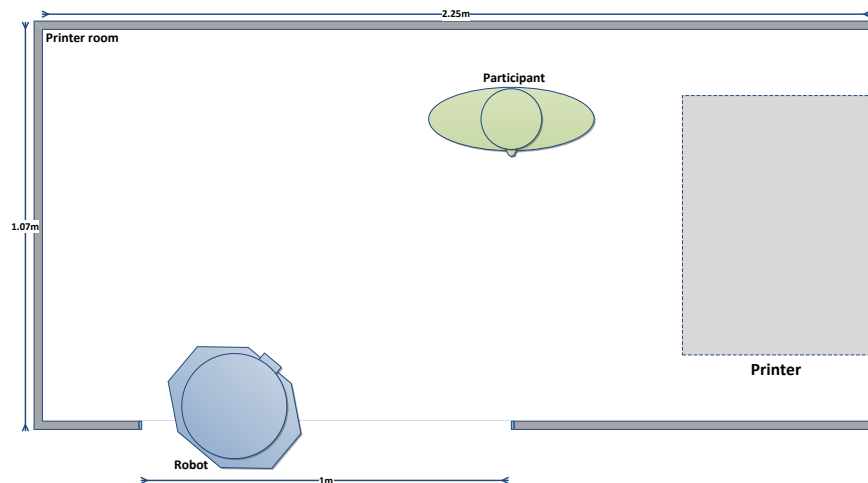 2.25m
Printer room
Participant
1.07m
Printer
Robot
1m